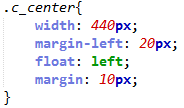 .c_center{
    width: 440px;
    margin-left: 20px;
    float: left;
    margin: 10px;
}